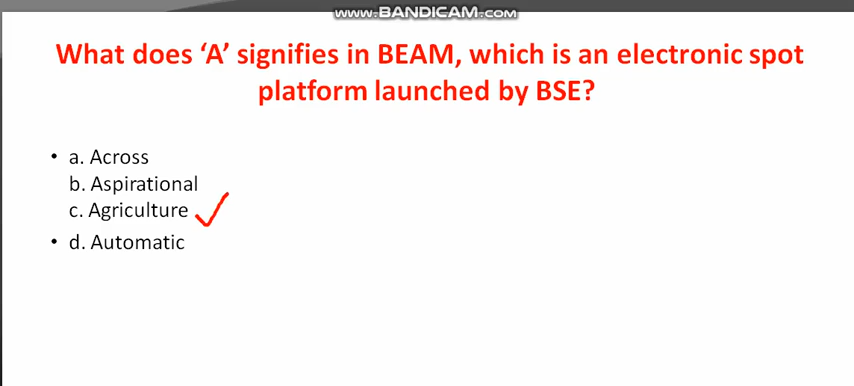 www.BANDICAM.com
What does ‘A’ signifies in BEAM, which is an electronic spot
platform launched by BSE?
• a. Across
b. Aspirational
c. Agriculture
• d. Automatic